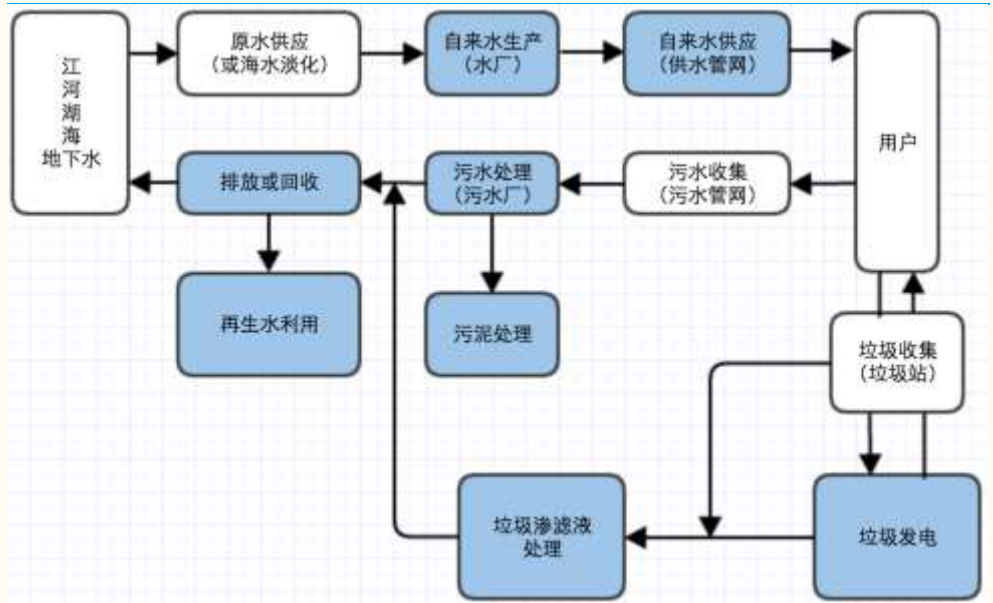 江
河
湖
海
地下水
原水供应
（或海水淡化）
自来水生产
（水厂）
自来水供应
（供水管网）
用户
排放或回收
污水处理
（污水厂）
污水收集
（污水管网）
再生水利用
污泥处理
垃圾收集
（垃圾站）
垃圾渗滤液
处理
垃圾发电